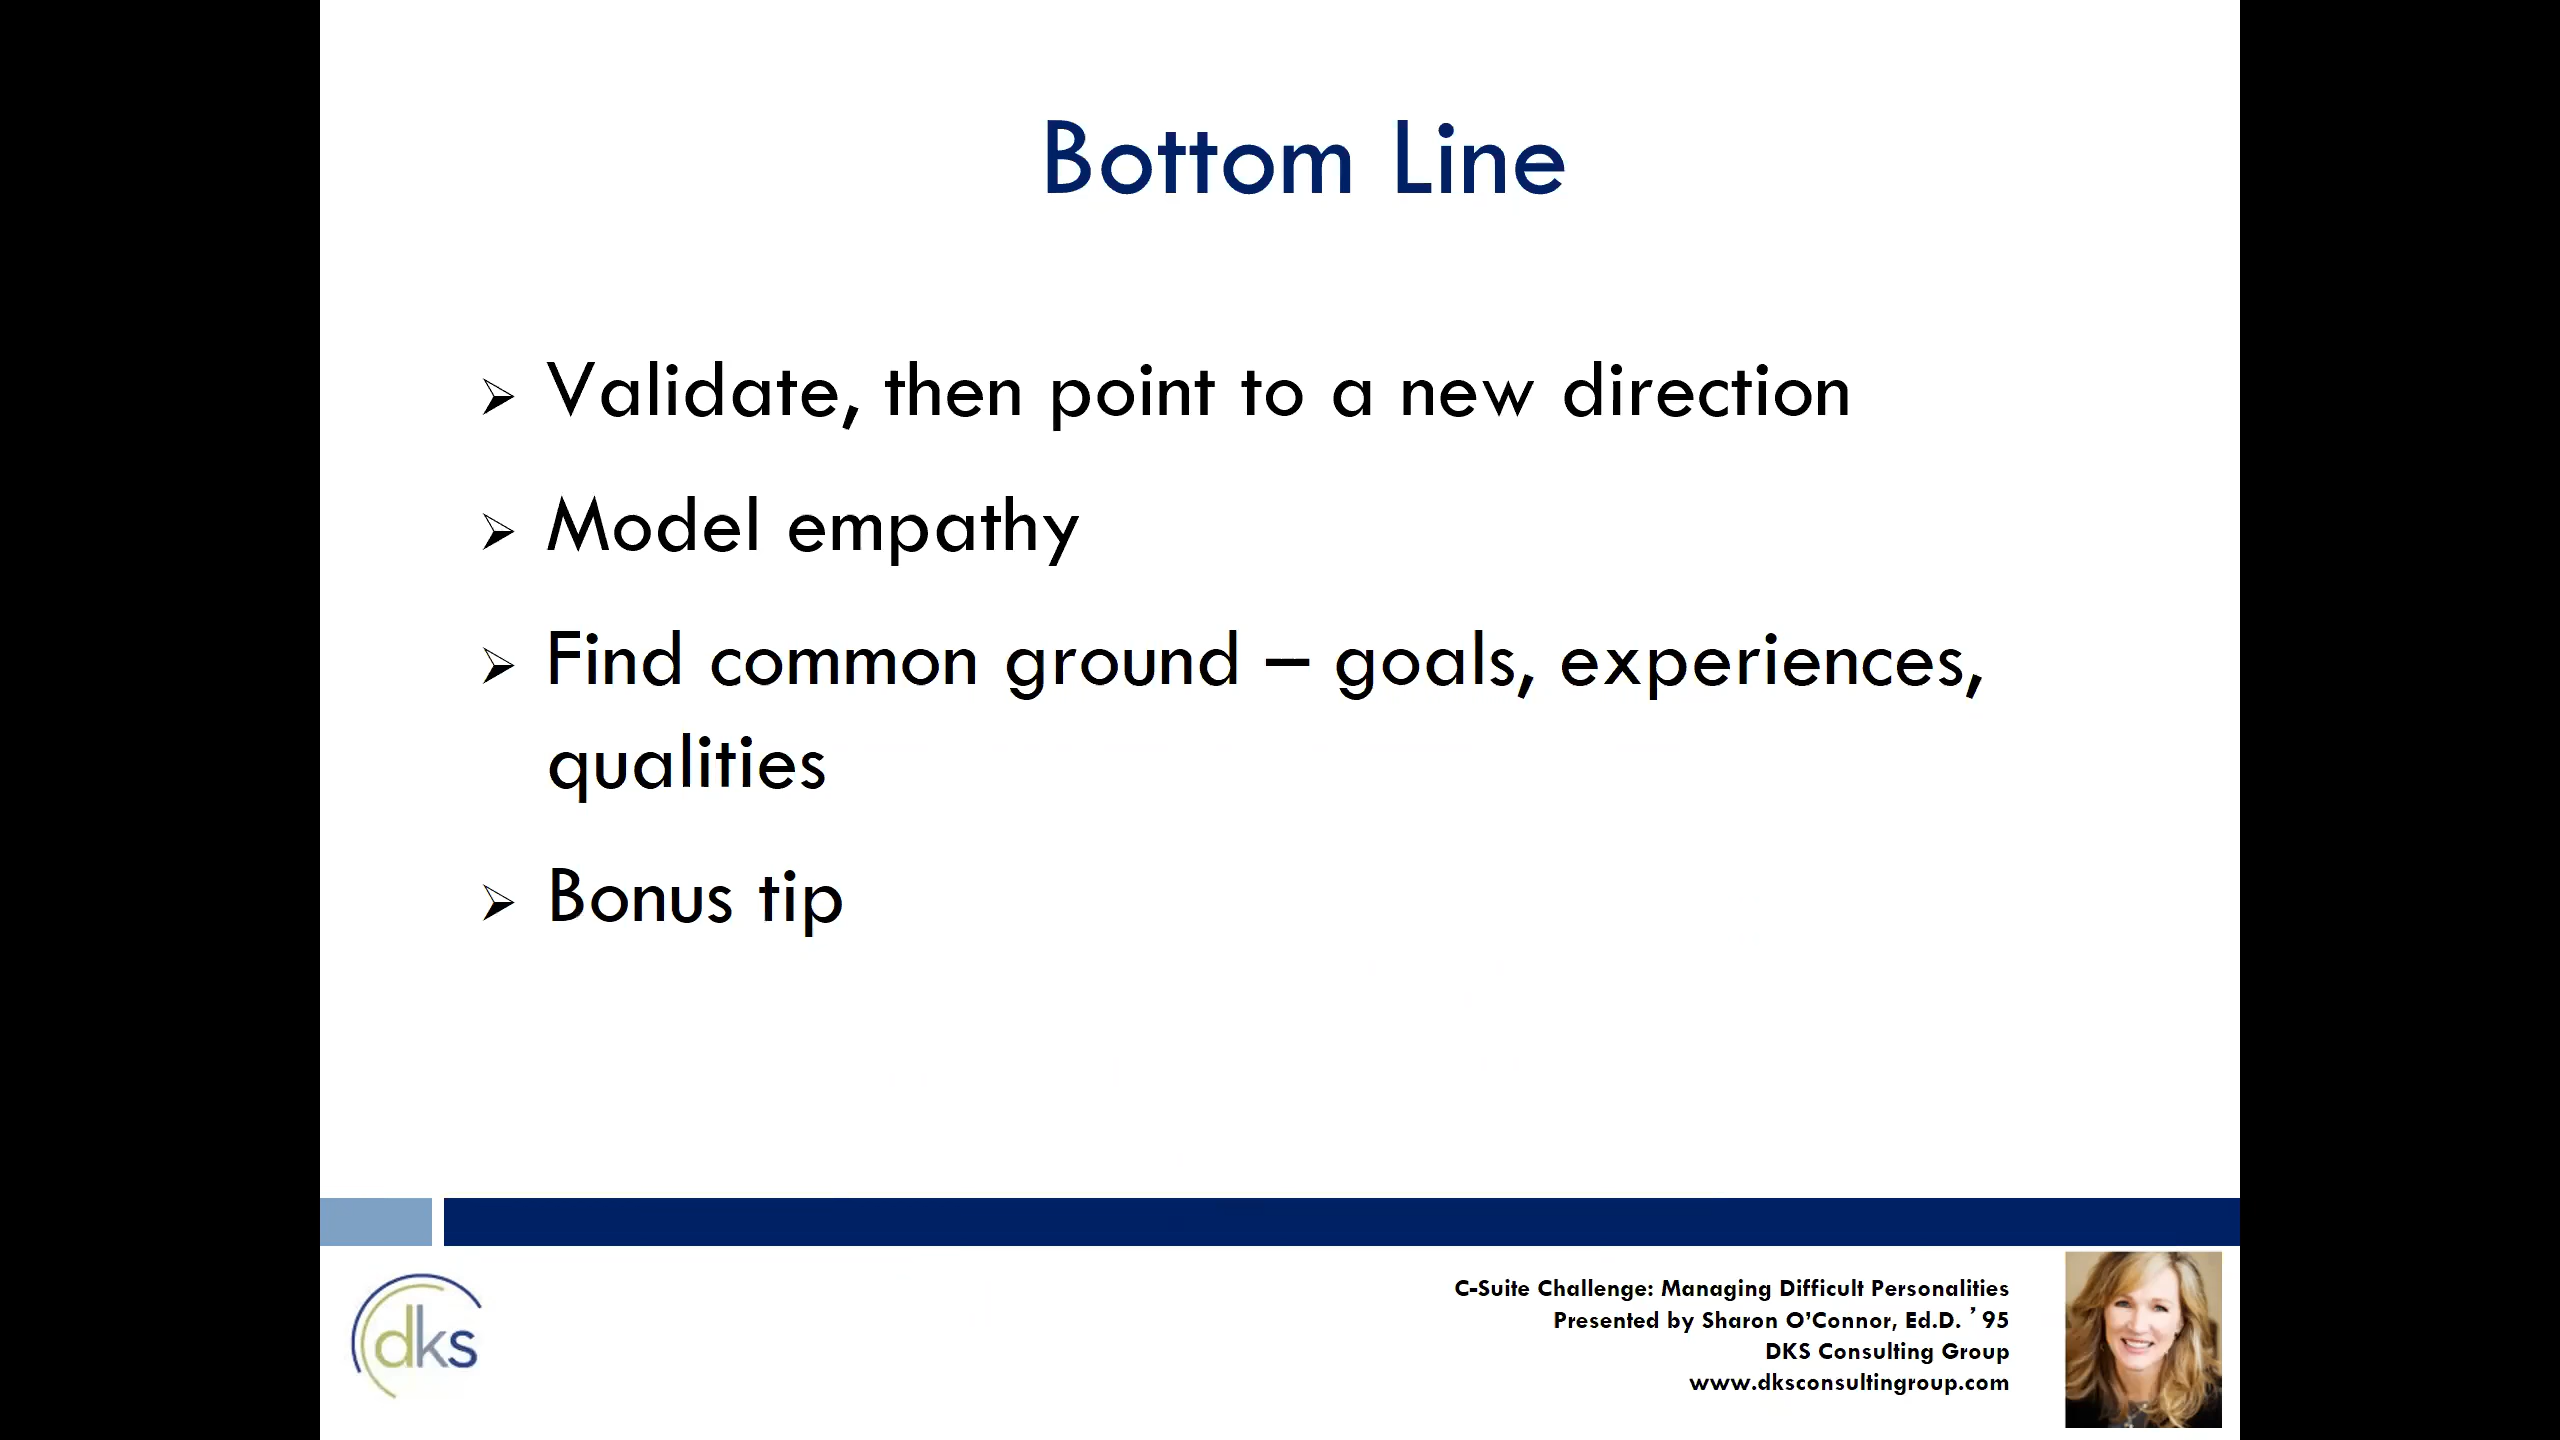 Bottom Line
➢ Validate, then point to a new direction
➢ Model empathy
➢ Find common ground – goals, experiences,
qualities
➢ Bonus tip
dks
C-Suite Challenge: Managing Difficult Personalities
Presented by Sharon O’Connor, Ed.D. ’95
DKS Consulting Group
www.dksconsultingroup.com